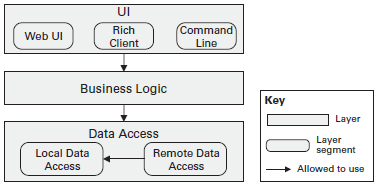 UI
Web UI
Rich
Client
Command
Line
Business Logic
Data Access
Local Data
Access
Remote Data
Access
Key
Layer
Layer
segment
Allowed to use